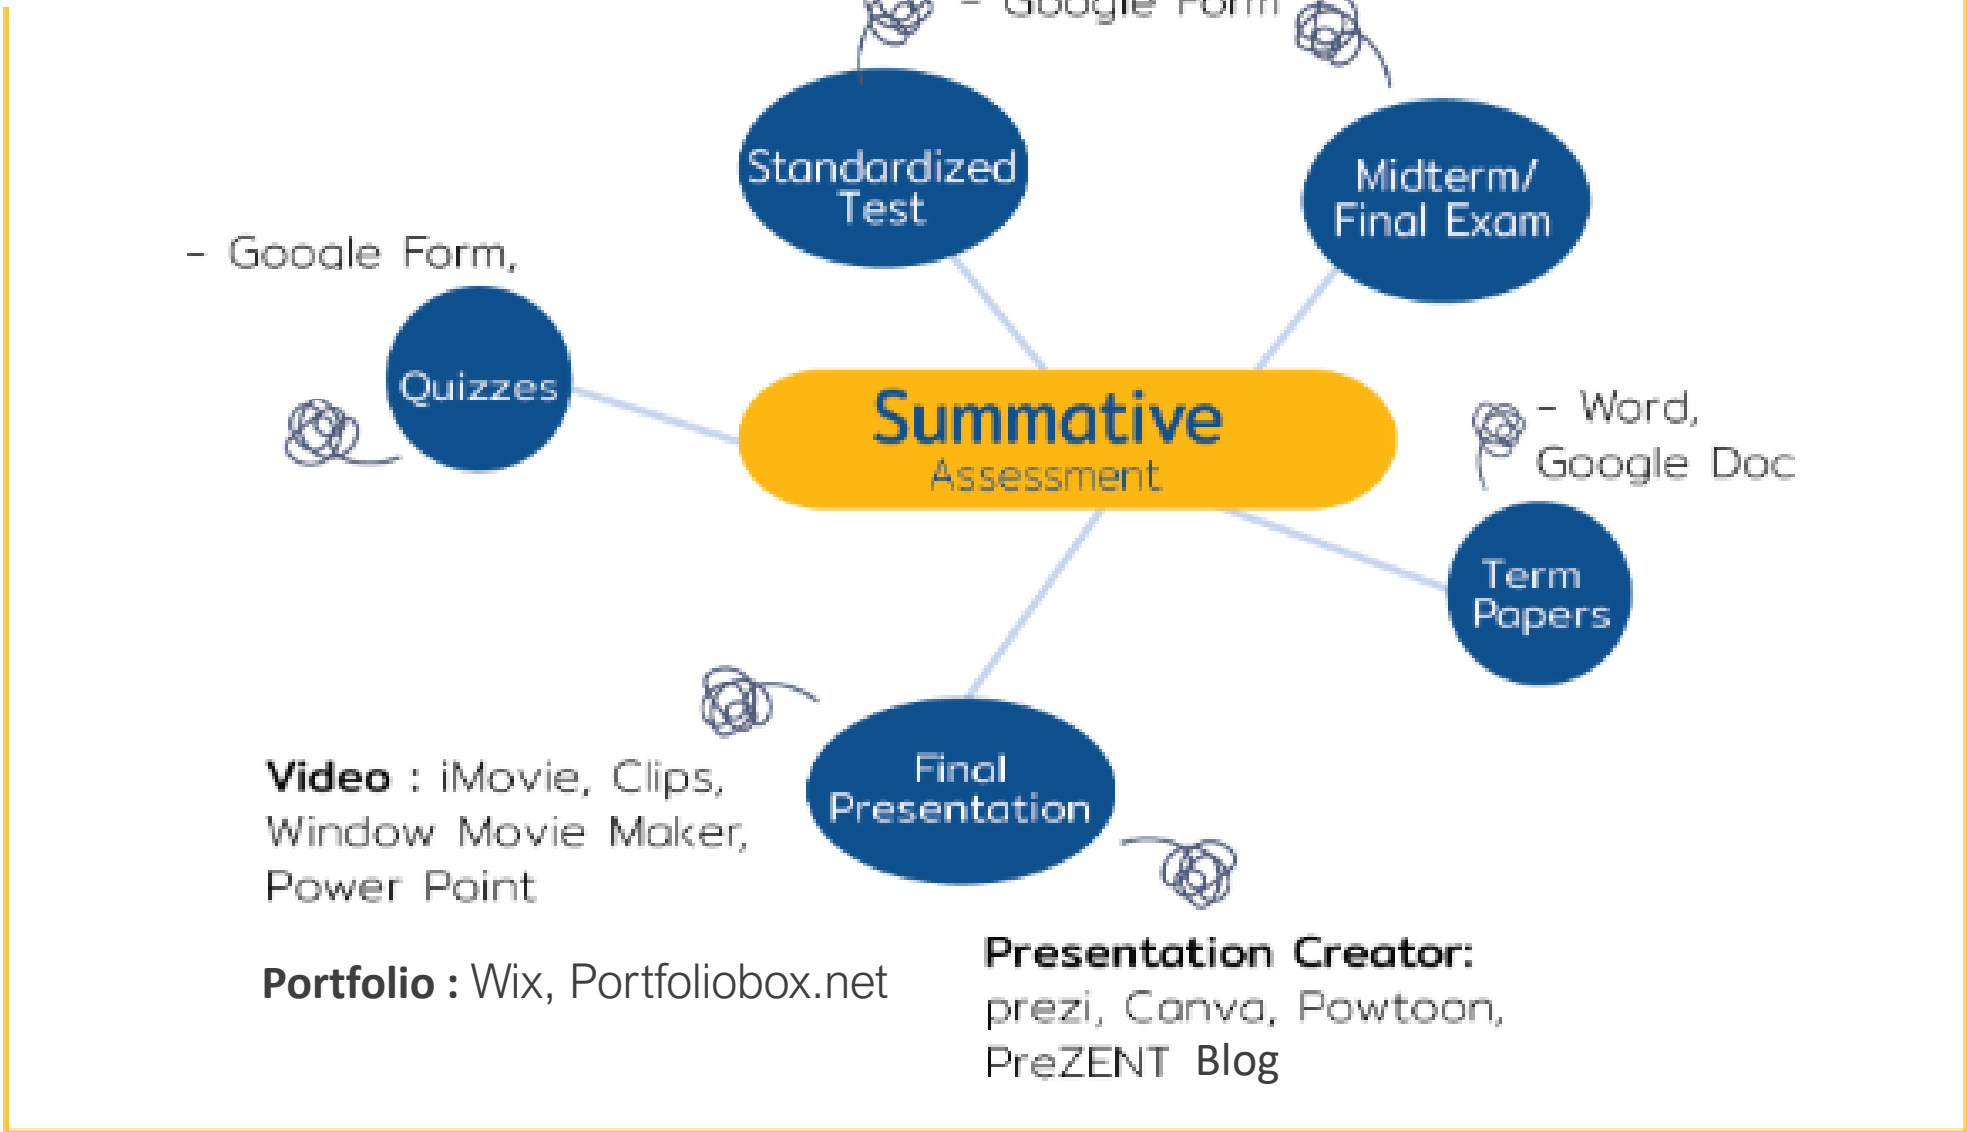 - Google Form
Standardized
Test
Midterm/
Final Exam
- Google Form,
Quizzes
Summative
Assessment
- Word,
Google Doc
Term
Papers
Final
Presentation
Video : iMovie, Clips,
Window Movie Maker,
Power Point
Portfolio : Wix, Portfoliobox.net
Presentation Creator:
prezi, Canva, Powtoon,
PreZENT Blog